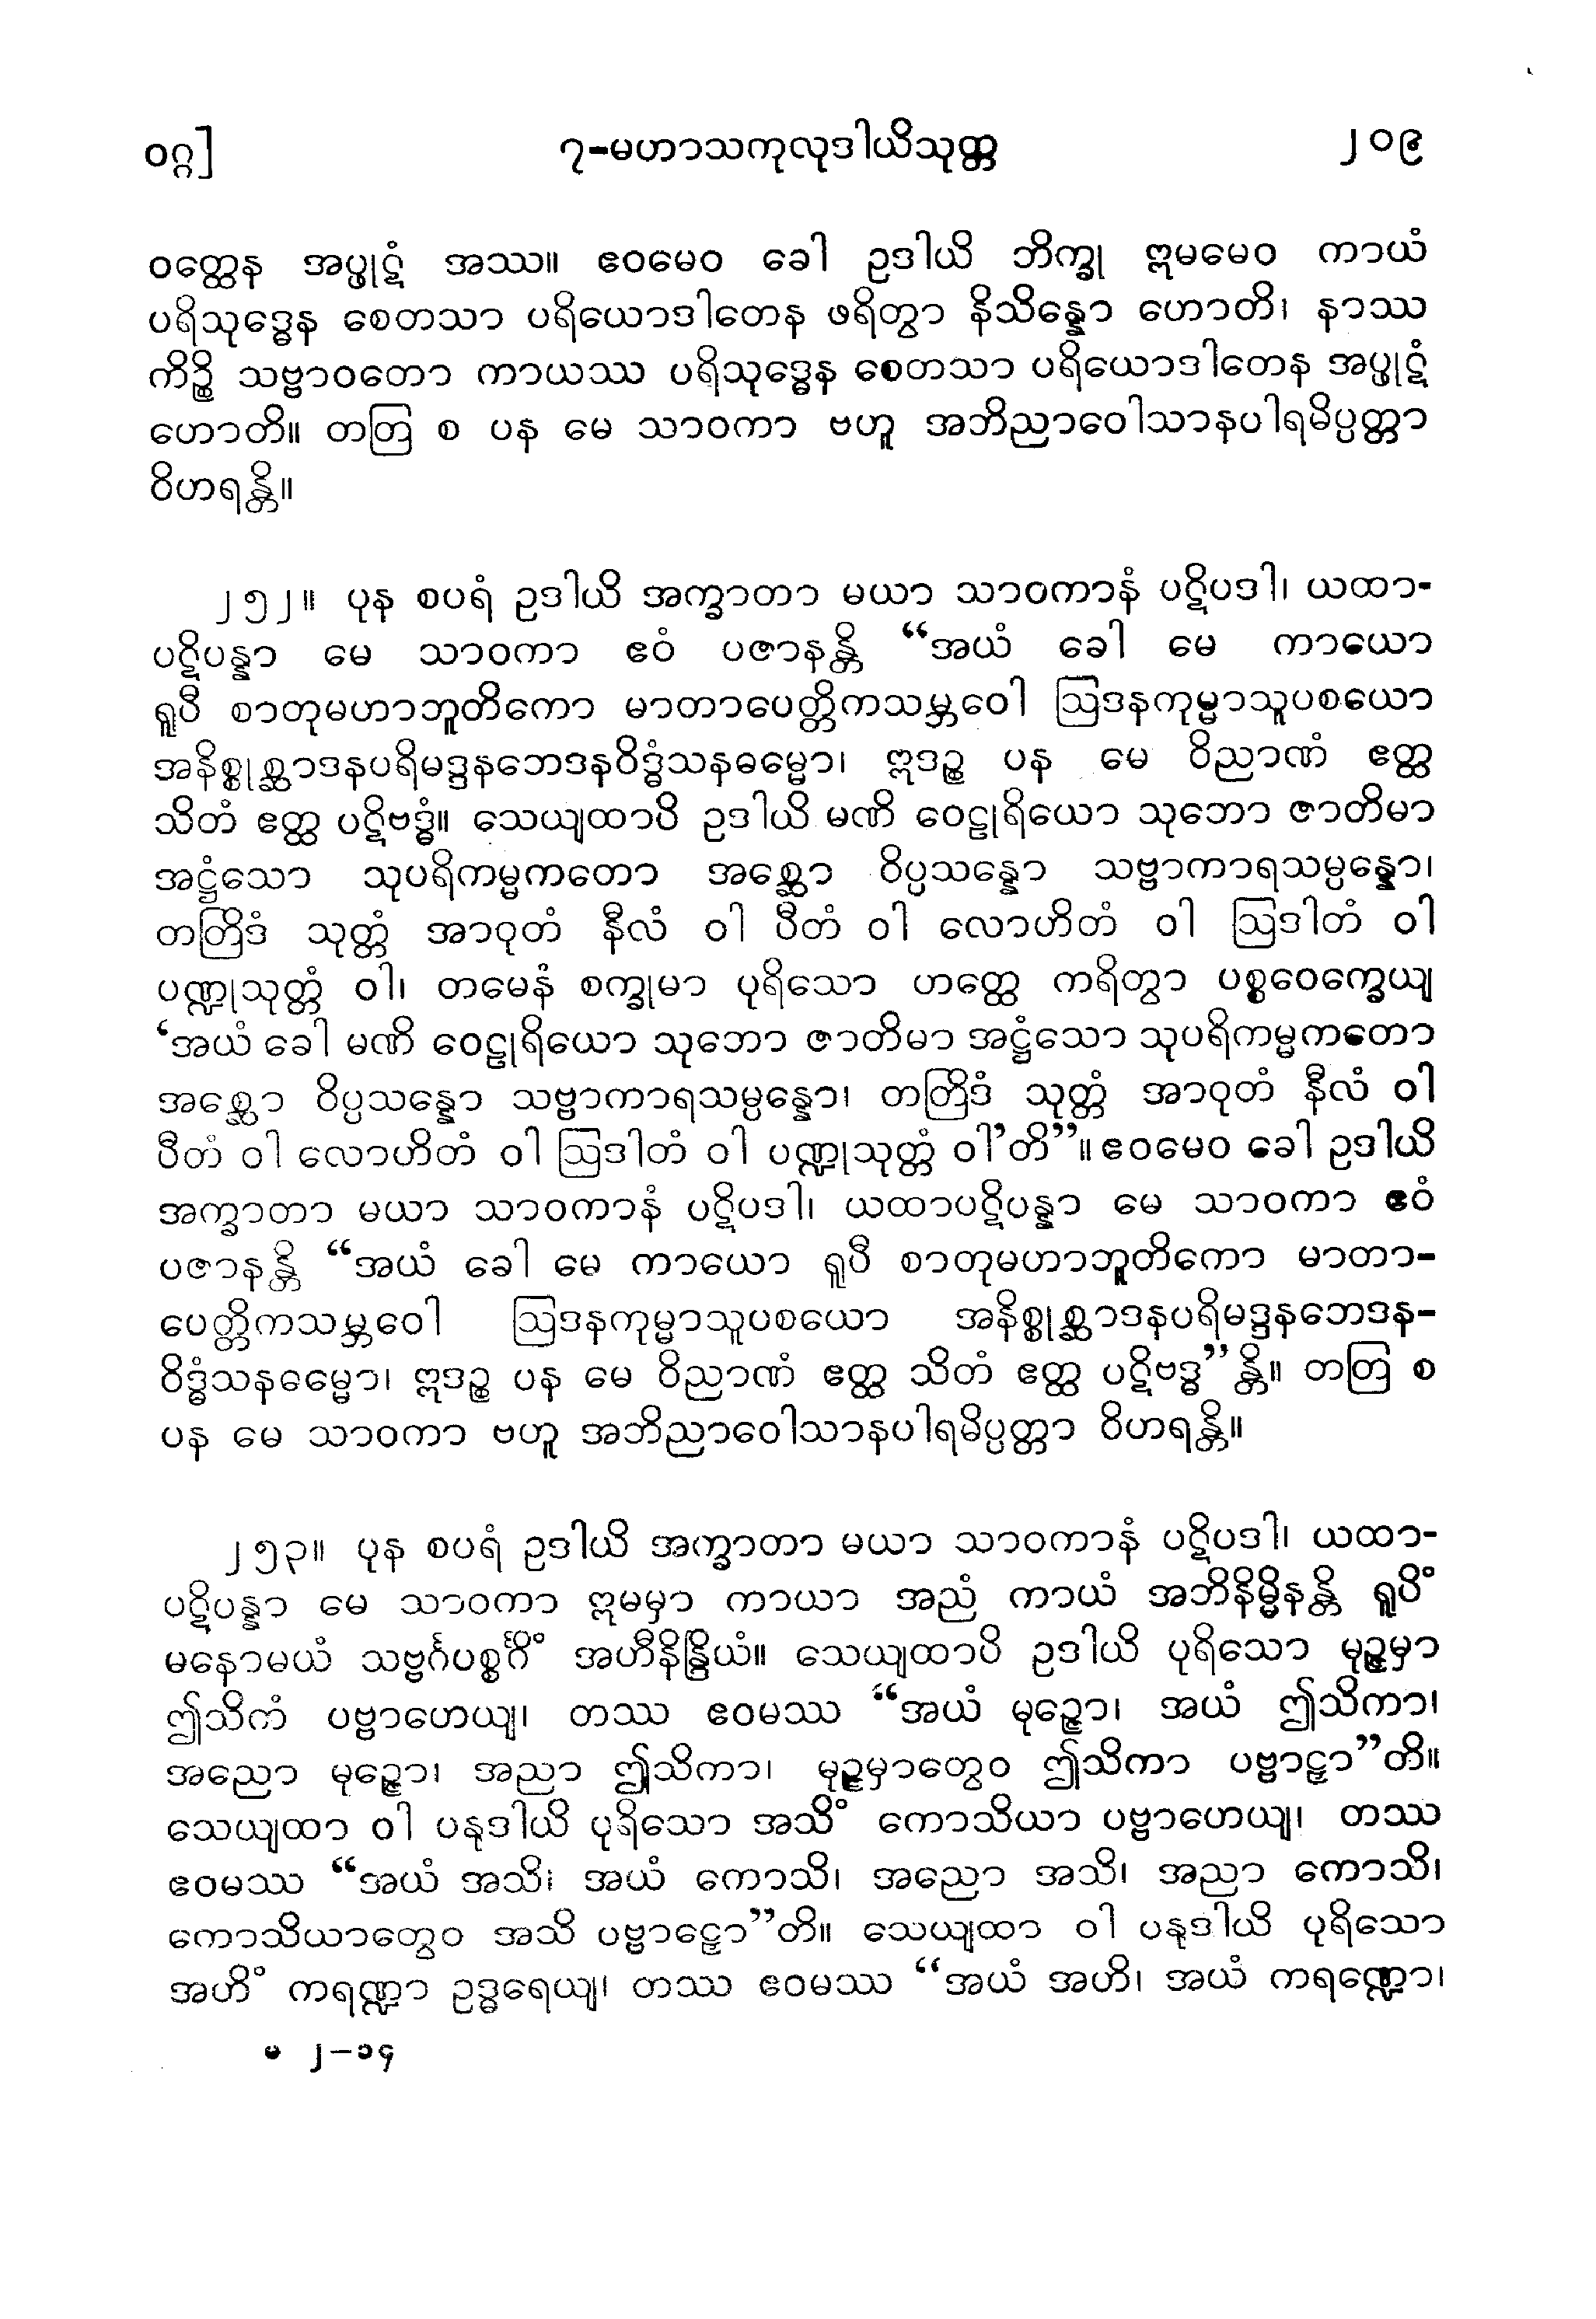 ဝဂ္ဂ] ၇-မဟာသကုလုဒါယိသုတ္တ ၂၀၉
ဝတ္ထေန အပ္ဖုဋံ အဿ။ ဧဝမေဝ ခေါ ဥဒါယိ ဘိက္ခု ဣမမေဝ ကာယံ
ပရိသုဒ္ဓေန စေတသာ ပရိယောဒါတေန ဖရိတွာ နိသိန္နော ဟောတိ၊ နာဿ
ကိဉ္စိ သဗ္ဗာဝတော ကာယဿ ပရိသုဒ္ဓေန စေတသာ ပရိယောဒါတေန အပ္ဖုဋံ
ဟောတိ။ တတြ စ ပန မေ သာဝကာ ဗဟူ အဘိညာဝေါသာနပါရမိပ္ပတ္တာ
ဝိဟရန္တိ။
၂၅၂။ ပုန စပရံ ဥဒါယိ အက္ခာတာ မယာ သာဝကာနံ ပဋိပဒါ၊ ယထာ-
ပဋိပန္နာ မေ သာဝကာ ဧဝံ ပဇာနန္တိ “အယံ ခေါ မေ ကာယော
ရူပီ စာတုမဟာဘူတိကော မာတာပေတ္တိကသမ္ဘဝေါ ဩဒနကုမ္မာသူပစယော
အနိစ္စုစ္ဆာဒနပရိမဒ္ဒနဘေဒနဝိဒ္ဓံသနဓမ္မော၊ ဣဒဉ္စ ပန မေ ဝိညာဏံ ဧတ္ထ
သိတံ ဧတ္ထ ပဋိဗဒ္ဓံ။ သေယျထာပိ ဥဒါယိ မဏိ ဝေဠုရိယော သုဘော ဇာတိမာ
အဋ္ဌံသော သုပရိကမ္မကတော အစ္ဆော ဝိပ္ပသန္နော သဗ္ဗာကာရသမ္ပန္နော၊
တတြိဒံ သုတ္တံ အာဝုတံ နီလံ ဝါ ပီတံ ဝါ လောဟိတံ ဝါ ဩဒါတံ ဝါ
ပဏ္ဍုသုတ္တံ ဝါ၊ တမေနံ စက္ခုမာ ပုရိသော ဟတ္ထေ ကရိတွာ ပစ္စဝေက္ခေယျ
‘အယံ ခေါ မဏိ ဝေဠုရိယော သုဘော ဇာတိမာ အဋ္ဌံသော သုပရိကမ္မကတော
အစ္ဆော ဝိပ္ပသန္နော သဗ္ဗာကာရသမ္ပန္နော၊ တတြိဒံ သုတ္တံ အာဝုတံ နီလံ ဝါ
ပီတံ ဝါ လောဟိတံ ဝါ ဩဒါတံ ဝါ ပဏ္ဍုသုတ္တံ ဝါ’တိ”။ ဧဝမေဝ ခေါ ဥဒါယိ
အက္ခာတာ မယာ သာဝကာနံ ပဋိပဒါ၊ ယထာပဋိပန္နာ မေ သာဝကာ ဧဝံ
ပဇာနန္တိ “အယံ ခေါ မေ ကာယော ရူပီ စာတုမဟာဘူတိကော မာတာ-
ပေတ္တိကသမ္ဘဝေါ ဩဒနကုမ္မာသူပစယော အနိစ္စုစ္ဆာဒနပရိမဒ္ဒနဘေဒန-
ဝိဒ္ဓံသနဓမ္မော၊ ဣဒဉ္စ ပန မေ ဝိညာဏံ ဧတ္ထ သိတံ ဧတ္ထ ပဋိဗဒ္ဓ”န္တိ။ တတြ စ
ပန မေ သာဝကာ ဗဟူ အဘိညာဝေါသာနပါရမိပ္ပတ္တာ ဝိဟရန္တိ။
၂၅၃။ ပုန စပရံ ဥဒါယိ အက္ခာတာ မယာ သာဝကာနံ ပဋိပဒါ၊ ယထာ-
ပဋိပန္နာ မေ သာဝကာ ဣမမှာ ကာယာ အညံ ကာယံ အဘိနိမ္မိနန္တိ ရူပိံ
မနောမယံ သဗ္ဗင်္ဂပစ္စင်္ဂိံ အဟီနိန္ဒြိယံ။ သေယျထာပိ ဥဒါယိ ပုရိသော မုဉ္ဇမှာ
ဤသိကံ ပဗ္ဗာဟေယျ၊ တဿ ဧဝမဿ “အယံ မုဉ္ဇော၊ အယံ ဤသိကာ၊
အညော မုဉ္ဇော၊ အညာ ဤသိကာ၊ မုဉ္ဇမှာတွေဝ ဤသိကာ ပဗ္ဗာဠှာ”တိ။
သေယျထာ ဝါ ပနုဒါယိ ပုရိသော အသိံ ကောသိယာ ပဗ္ဗာဟေယျ၊ တဿ
ဧဝမဿ “အယံ အသိ၊ အယံ ကောသိ၊ အညော အသိ၊ အညာ ကောသိ၊
ကောသိယာတွေဝ အသိ ပဗ္ဗာဠှော”တိ။ သေယျထာ ဝါ ပနုဒါယိ ပုရိသော
အဟိံ ကရဏ္ဍာ ဥဒ္ဓရေယျ၊ တဿ ဧဝမဿ “အယံ အဟိ၊ အယံ ကရဏ္ဍော၊
မ ၂-၁၄